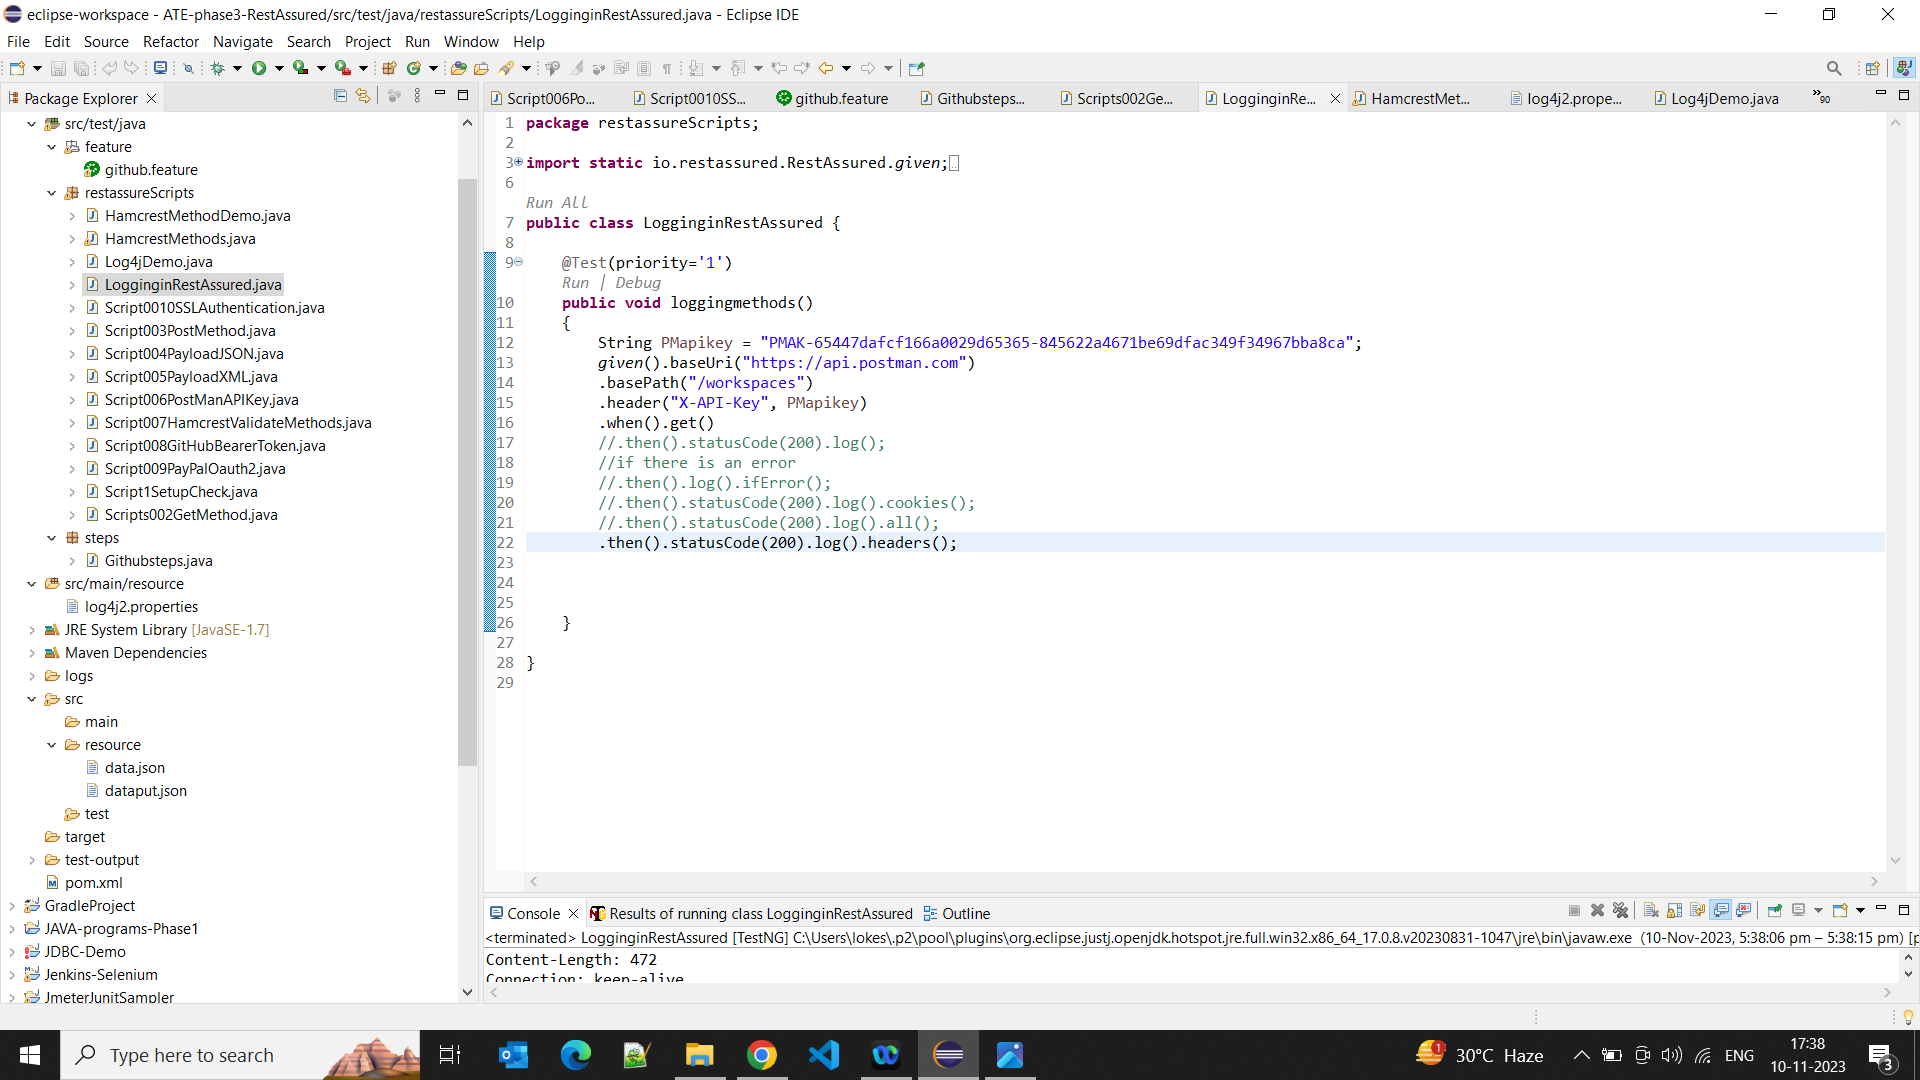 eclipse-workspace - ATE-phase3-RestAssured/src/test/java/restassureScripts/LogginginRestAssured.java - Eclipse IDE
File Edit Source Refactor Navigate Search Project Run Window Help
Package Explorer
src/test/java
feature
github.feature
restassureScripts
HamcrestMethodDemo.java
HamcrestMethods.java
Log4jDemo.java
LogginginRestAssured.java
Script0010SSLAuthentication.java
Script003PostMethod.java
Script004PayloadJSON.java
Script005PayloadXML.java
Script006PostManAPIKey.java
Script007HamcrestValidateMethods.java
Script008GitHubBearerToken.java
Script009PayPalOauth2.java
Script1SetupCheck.java
Scripts002GetMethod.java
steps
Githubsteps.java
src/main/resource
log4j2.properties
JRE System Library [JavaSE-1.7]
Maven Dependencies
logs
src
main
resource
data.json
dataput.json
test
target
test-output
pom.xml
GradleProject
JAVA-programs-Phase1
JDBC-Demo
Jenkins-Selenium
JmeterJunitSampler
Script006Po... Script0010SS... github.feature Githubsteps... Scripts002Ge... LogginginRe... HamcrestMet... log4j2.prope... Log4jDemo.java »90
1 package restassureScripts;
2
3 import static io.restassured.RestAssured.given;
6
Run All
7 public class LogginginRestAssured {
8
9 @Test(priority='1')
Run | Debug
10 public void loggingmethods()
11 {
12 String PMapikey = "PMAK-65447dafcf166a0029d65365-845622a4671be69dfac349f34967bba8ca";
13 given().baseUri("https://api.postman.com")
14 .basePath("/workspaces")
15 .header("X-API-Key", PMapikey)
16 .when().get()
17 //.then().statusCode(200).log();
18 //if there is an error
19 //.then().log().ifError();
20 //.then().statusCode(200).log().cookies();
21 //.then().statusCode(200).log().all();
22 .then().statusCode(200).log().headers();
23
24
25
26 }
27
28 }
29
Console Results of running class LogginginRestAssured Outline
<terminated> LogginginRestAssured [TestNG] C:\Users\lokes\.p2\pool\plugins\org.eclipse.justj.openjdk.hotspot.jre.full.win32.x86_64_17.0.8.v20230831-1047\jre\bin\javaw.exe (10-Nov-2023, 5:38:06 pm – 5:38:15 pm) [p
Content-Length: 472
Connection: keep-alive
Type here to search
1 30°C Haze
ENG
17:38
10-11-2023
3